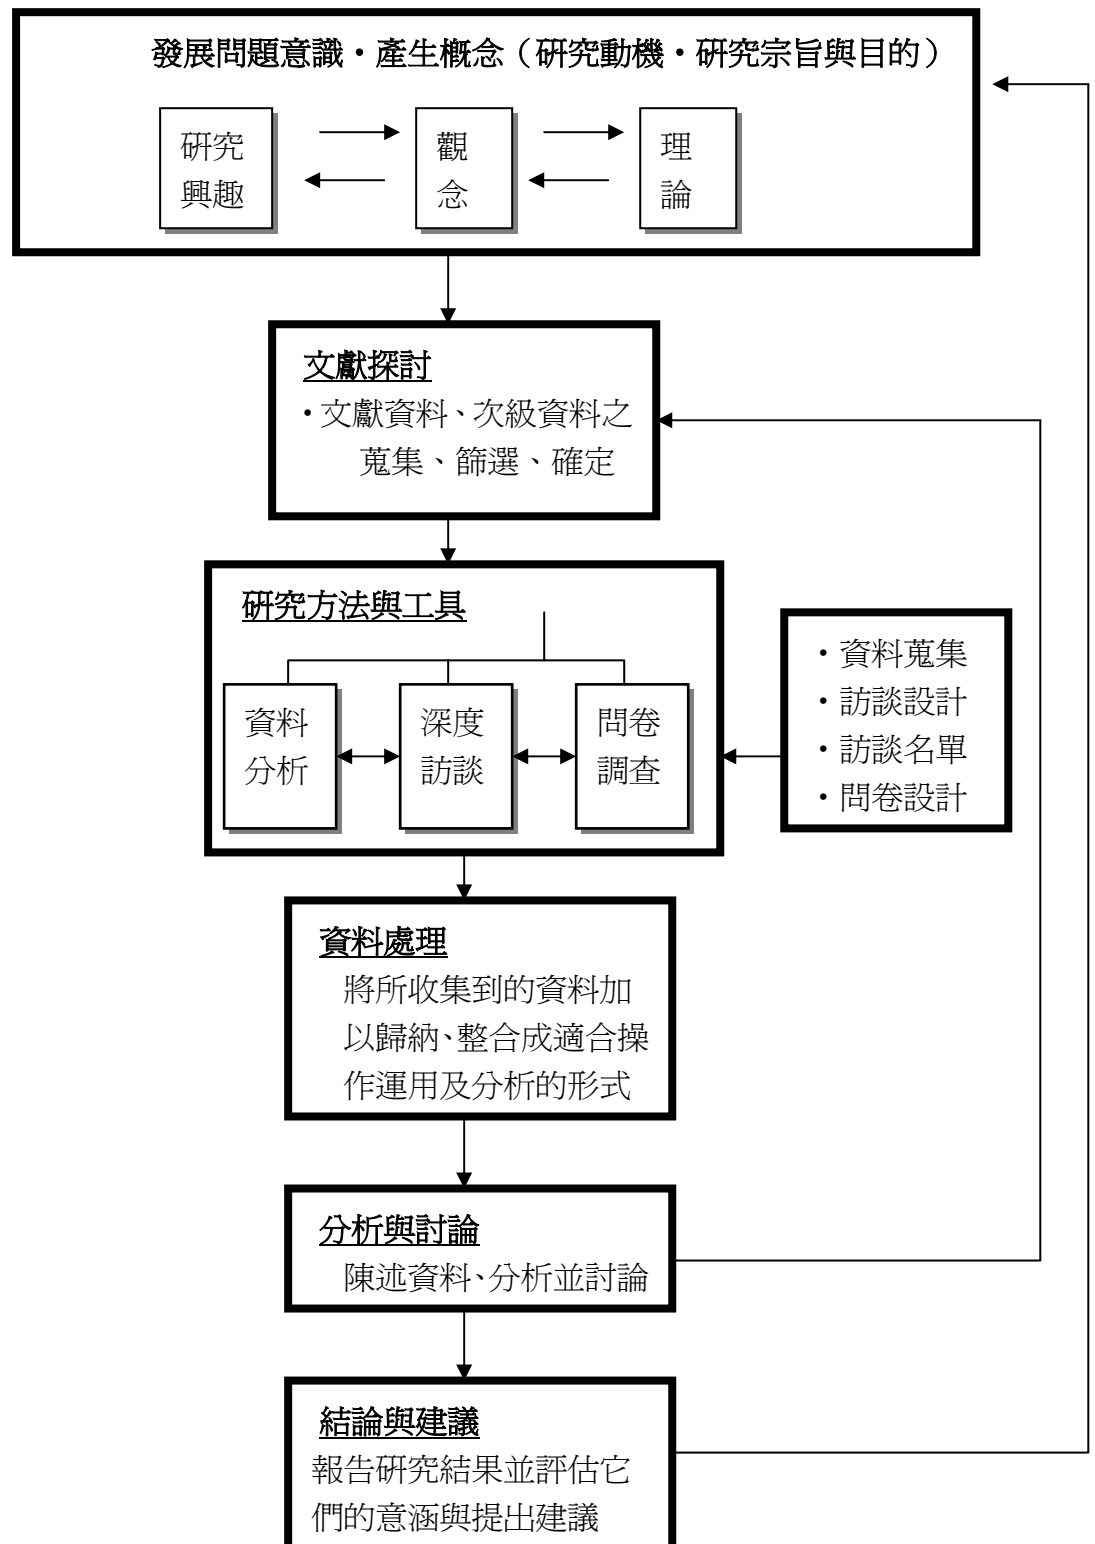 發展問題意識・產生概念（研究動機・研究宗旨與目的）
研究
興趣
觀
念
理
論
文獻探討
・文獻資料、次級資料之
蒐集、篩選、確定
研究方法與工具
資料
分析
深度
訪談
問卷
調查
・資料蒐集
・訪談設計
・訪談名單
・問卷設計
資料處理
將所收集到的資料加
以歸納、整合成適合操
作運用及分析的形式
分析與討論
陳述資料、分析並討論
結論與建議
報告研究結果並評估它
們的意涵與提出建議